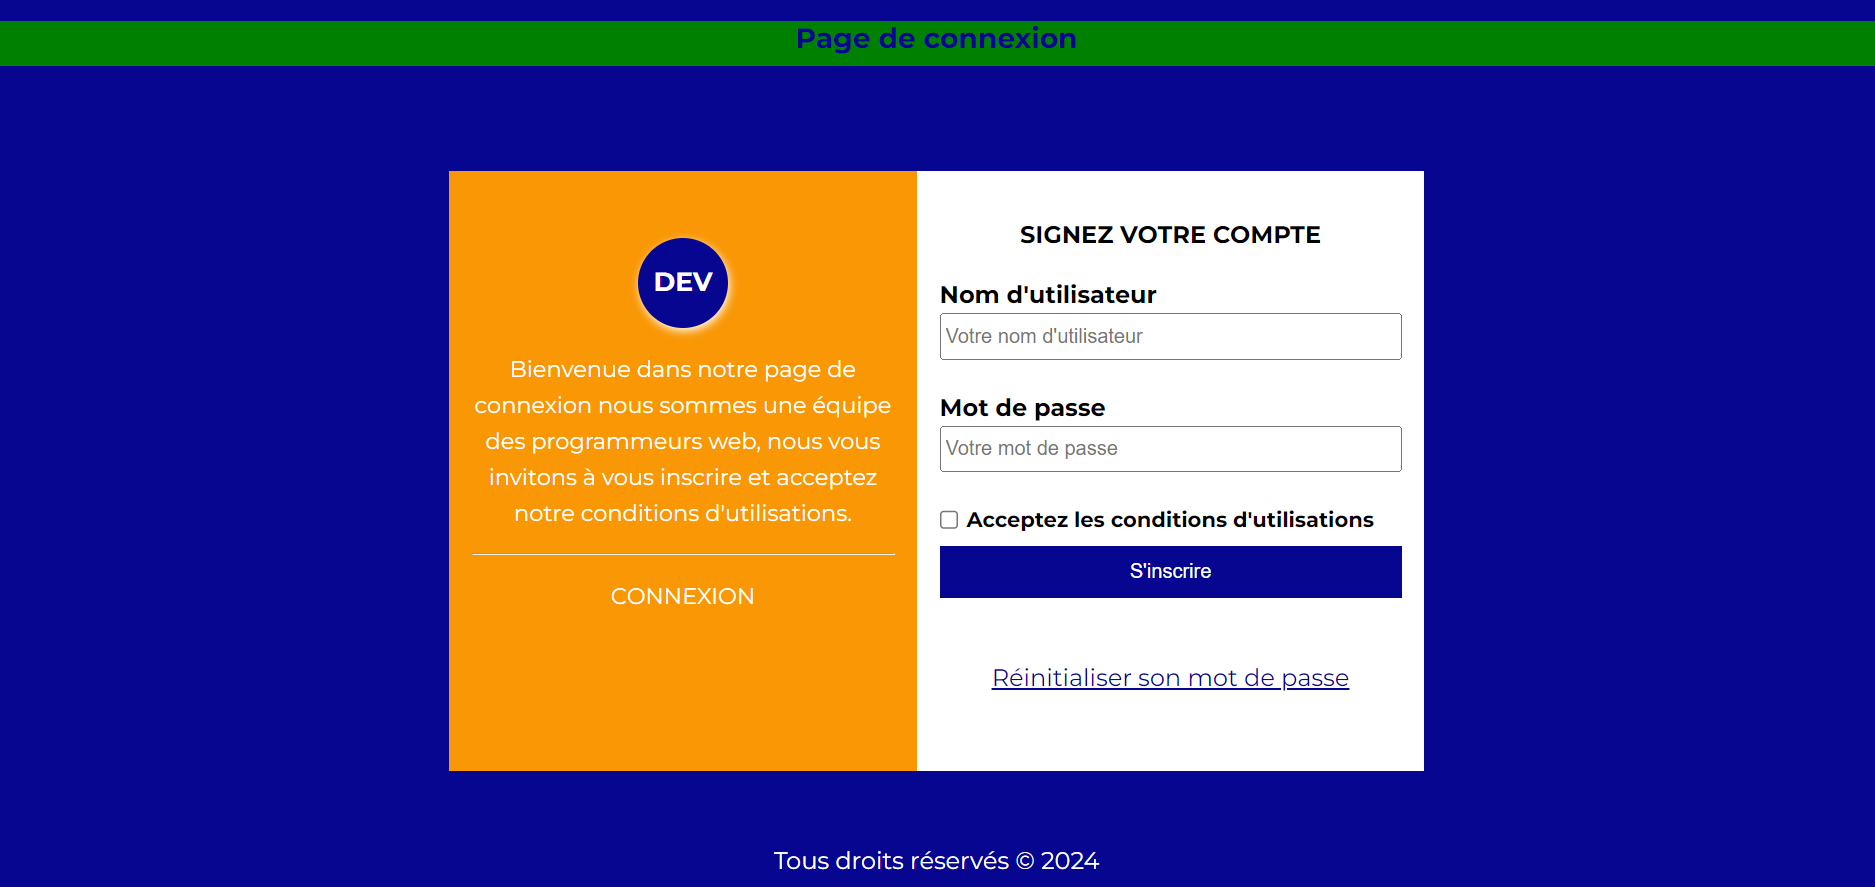 Page de connexion
DEV
Bienvenue dans notre page de
connexion nous sommes une équipe
des programmeurs web, nous vous
invitons à vous inscrire et acceptez
notre conditions d'utilisations.
CONNEXION
SIGNEZ VOTRE COMPTE
Nom d'utilisateur
Votre nom d'utilisateur
Mot de passe
Votre mot de passe
Acceptez les conditions d'utilisations
S'inscrire
Réinitialiser son mot de passe
Tous droits réservés © 2024